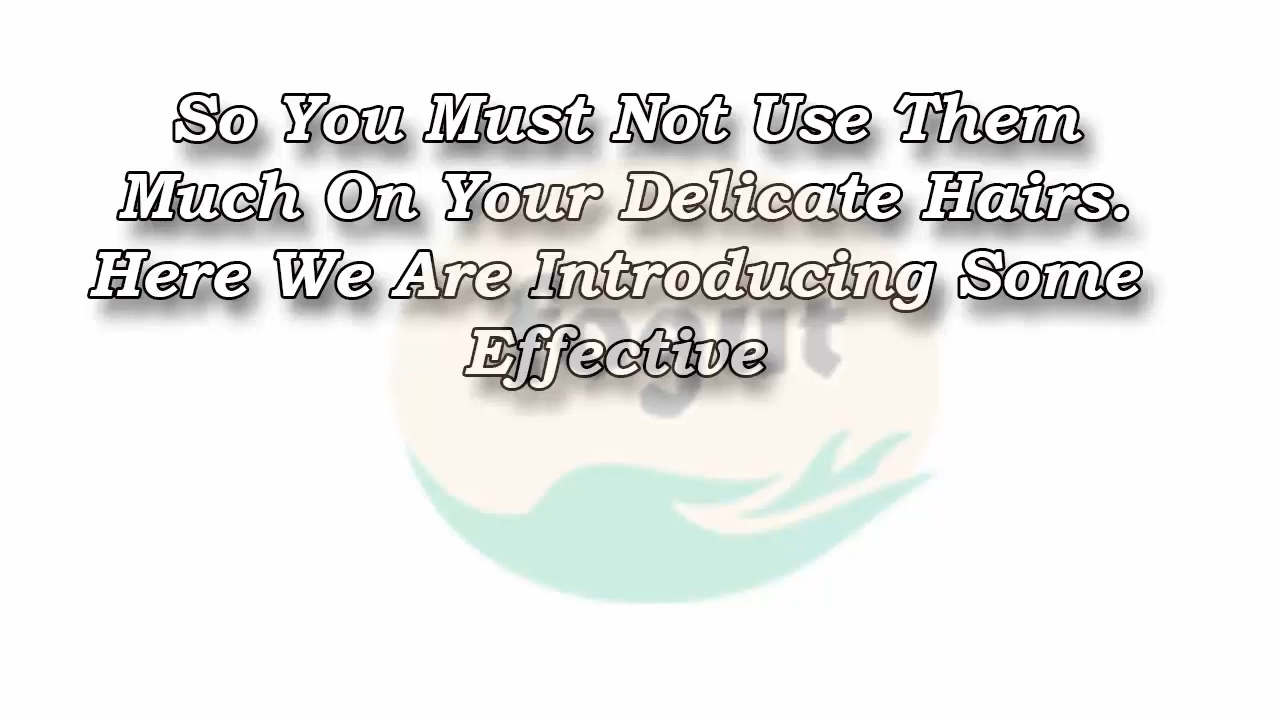 So You Must Not Use Them
Much On Your Delicate Hairs.
Here We Are Introducing Some
Effective